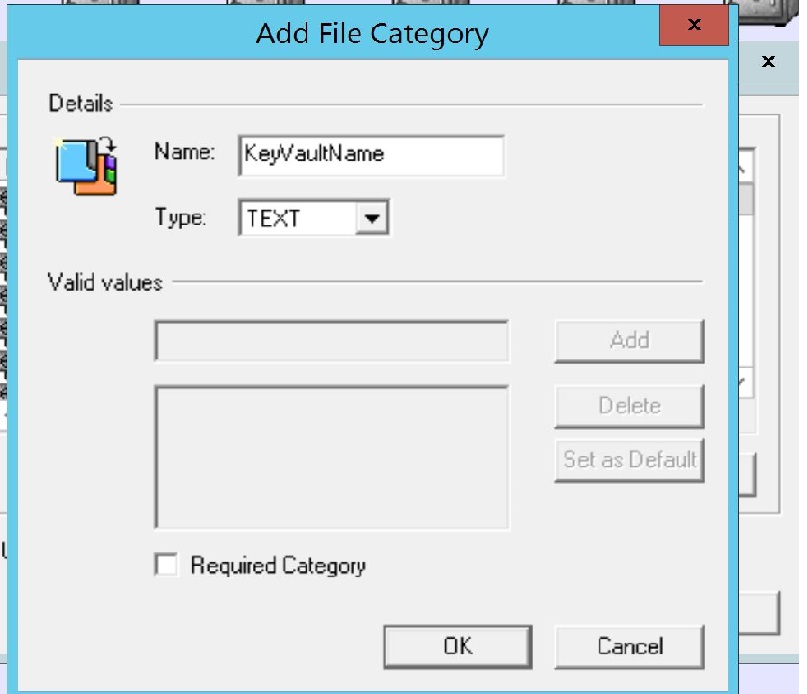 Add File Category
x
x
Details
Name: KeyVaultName
Type: TEXT
Valid values
Add
Delete
Set as Default
Required Category
OK Cancel